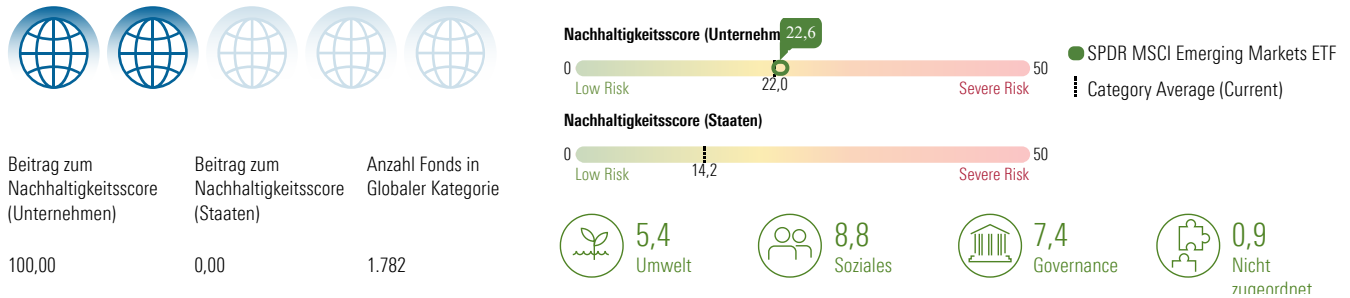 Beitrag zum
Nachhaltigkeitsscore
(Unternehmen)
100,00
Beitrag zum
Nachhaltigkeitsscore
(Staaten)
0,00
Anzahl Fonds in
Globaler Kategorie
1.782
Nachhaltigkeitsscore (Unternehm
22,6
0
50
Low Risk
22,0
Severe Risk
SPDR MSCI Emerging Markets ETF
Category Average (Current)
Nachhaltigkeitsscore (Staaten)
0
50
Low Risk
14,2
Severe Risk
5,4
Umwelt
8,8
Soziales
7,4
Governance
0,9
Nicht
zugeordnet